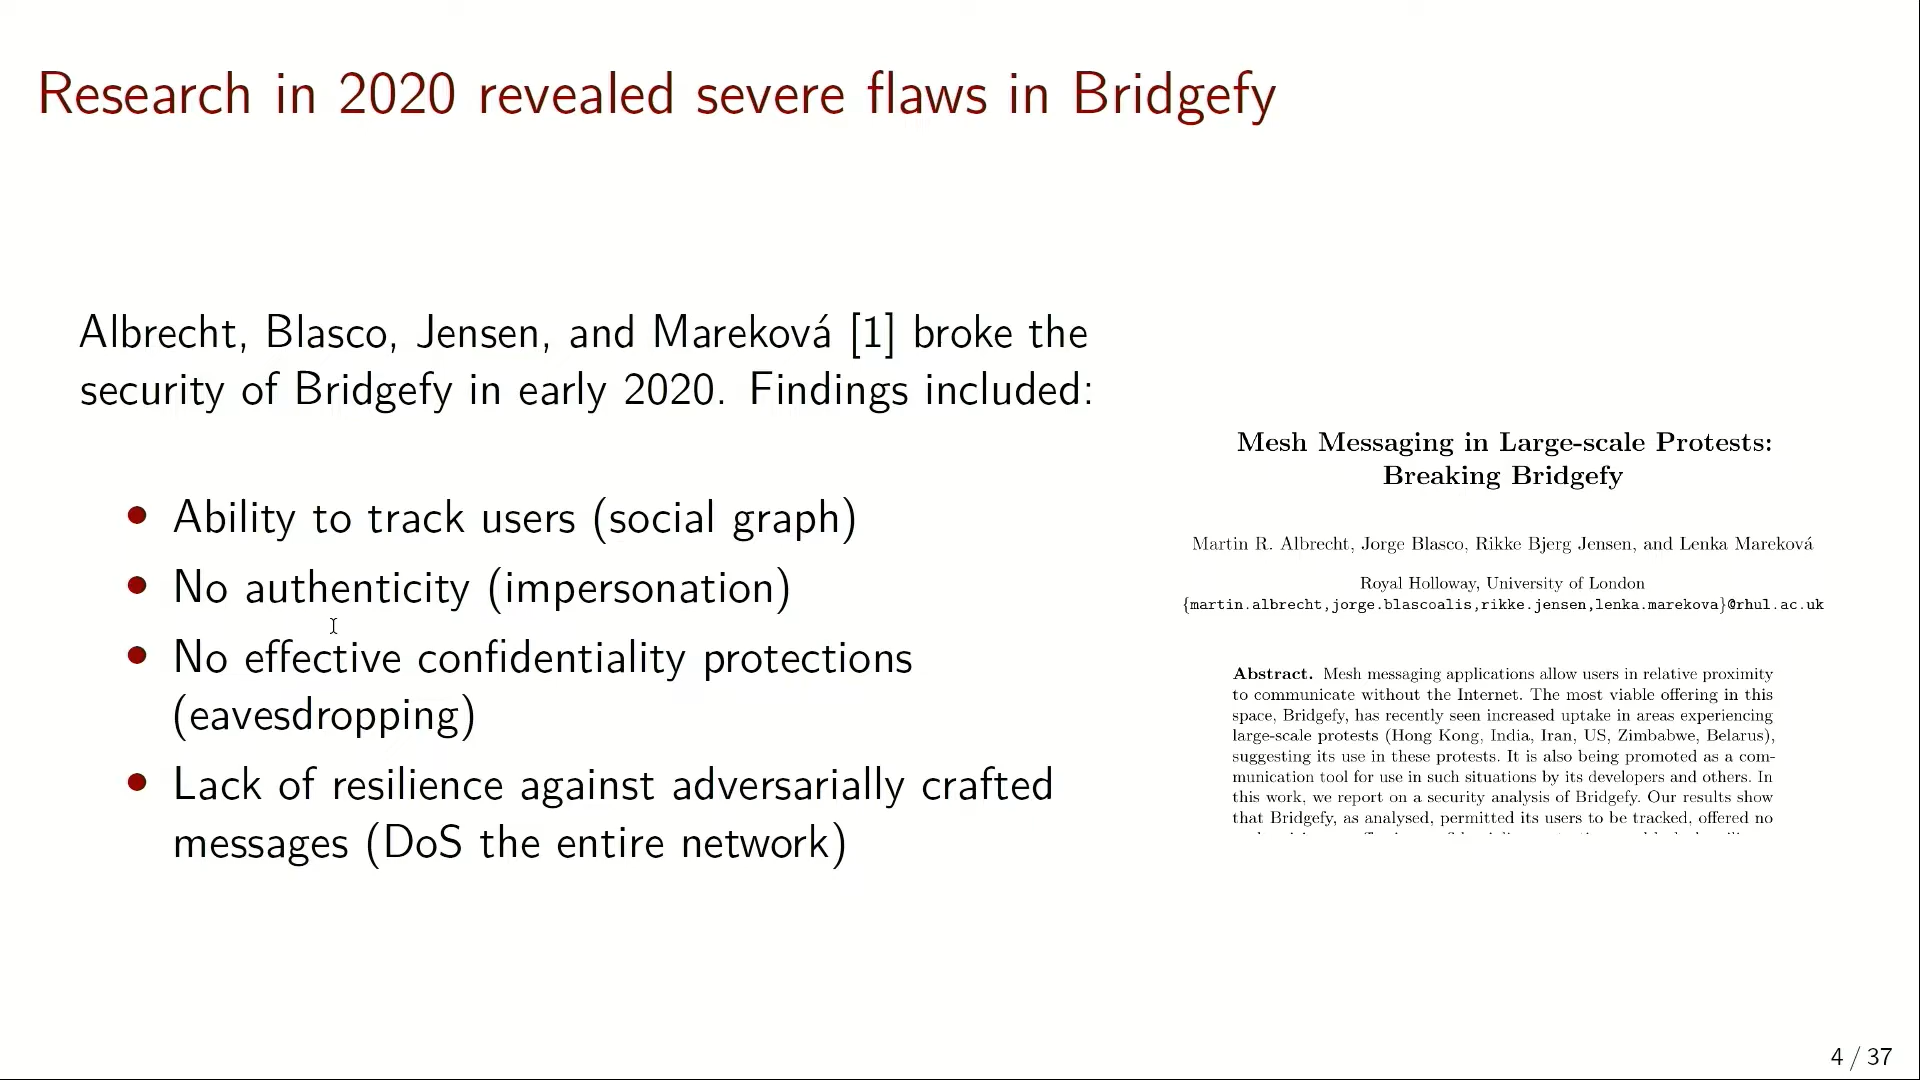 Research in 2020 revealed severe flaws in Bridgefy
Albrecht, Blasco, Jensen, and Mareková [1] broke the
security of Bridgefy in early 2020. Findings included:
• Ability to track users (social graph)
• No authenticity (impersonation)
• No effective confidentiality protections
(eavesdropping)
• Lack of resilience against adversarially crafted
messages (DoS the entire network)
Mesh Messaging in Large-scale Protests:
Breaking Bridgefy
Martin R. Albrecht, Jorge Blasco, Rikke Bjerg Jensen, and Lenka Mareková
Royal Holloway, University of London
{martin.albrecht,jorge.blascoalis,rikke.jensen,lenka.marekova}@rhul.ac.uk
Abstract. Mesh messaging applications allow users in relative proximity
to communicate without the Internet. The most viable offering in this
space, Bridgefy, has recently seen increased uptake in areas experiencing
large-scale protests (Hong Kong, India, Iran, US, Zimbabwe, Belarus),
suggesting its use in these protests. It is also being promoted as a com-
munication tool for use in such situations by its developers and others. In
this work, we report on a security analysis of Bridgefy. Our results show
that Bridgefy, as analysed, permitted its users to be tracked, offered no
4 / 37